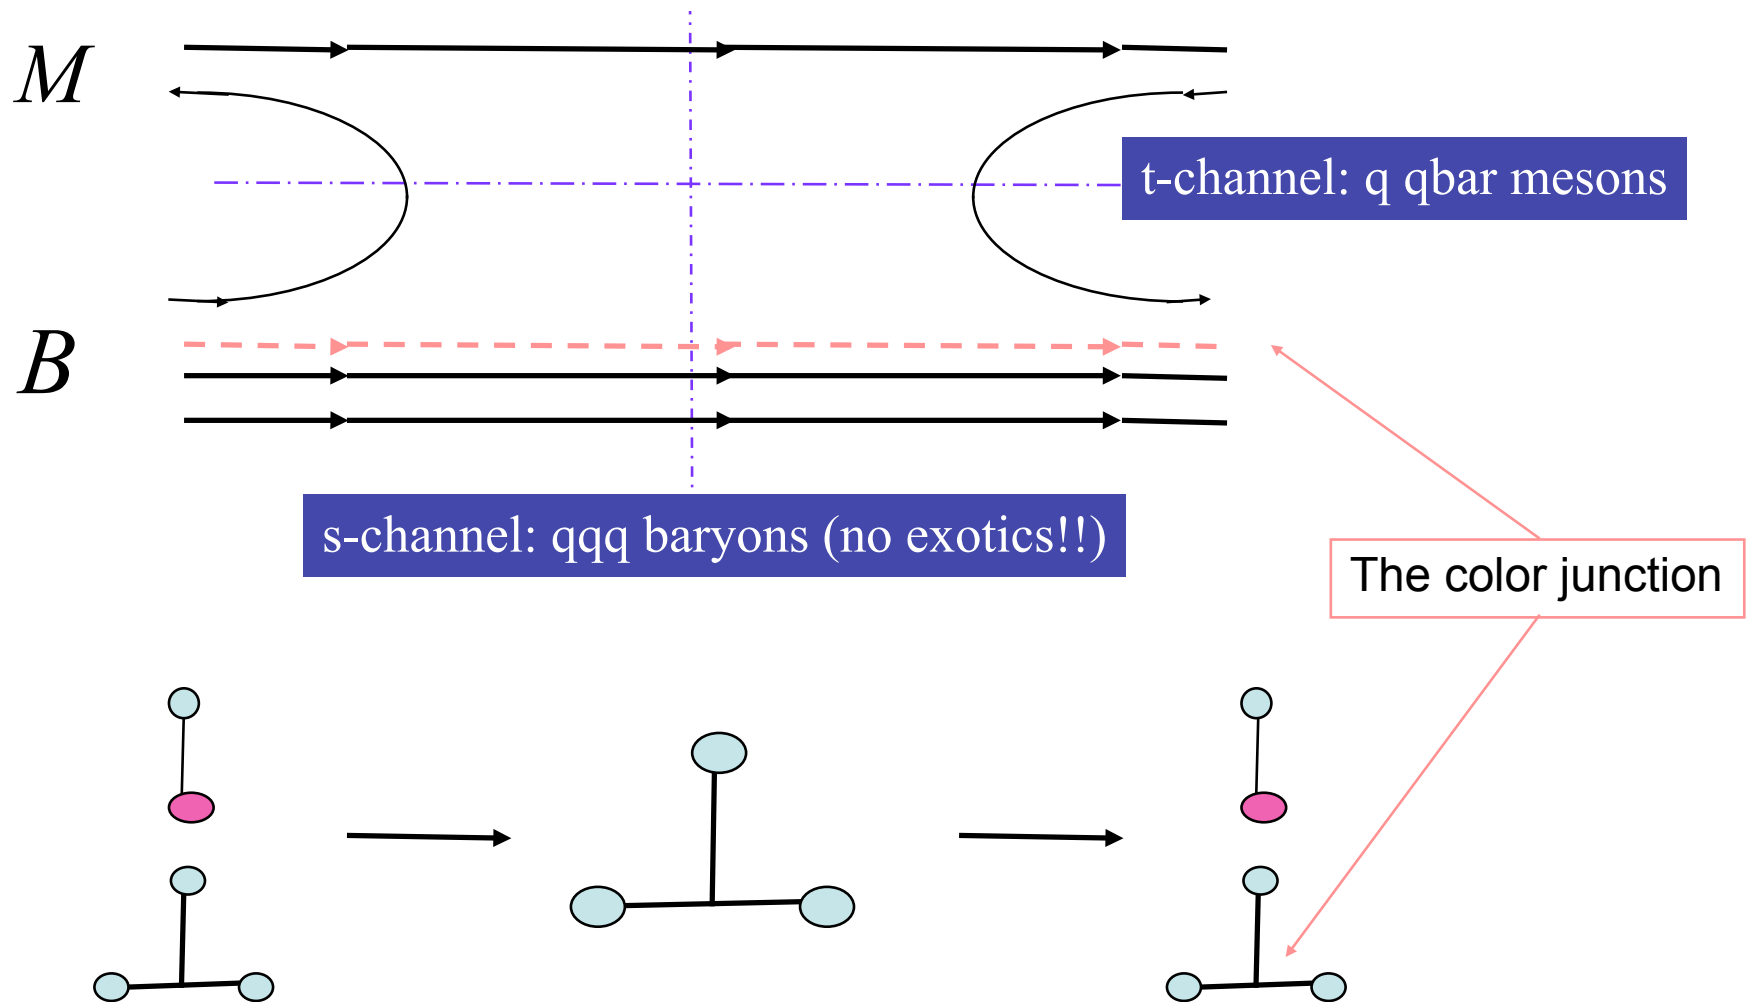 M
t-channel: q qbar mesons
B
s-channel: qqq baryons (no exotics!!)
The color junction